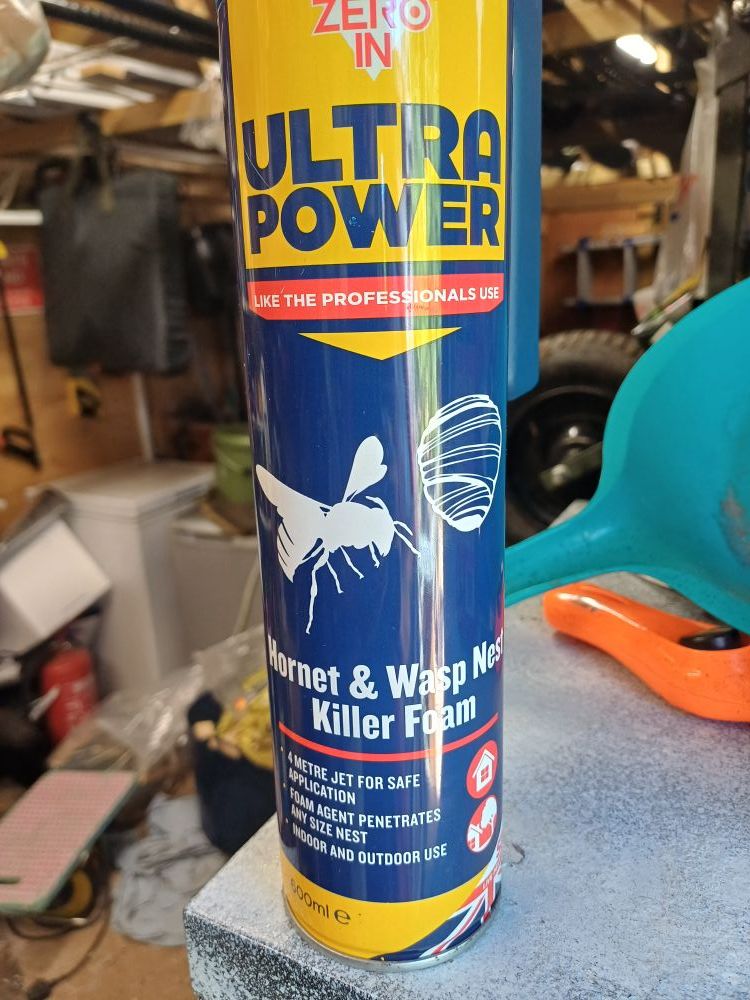 ZERO
IN
ULTRA
POWER
LIKE THE PROFESSIONALS USE
Hornet & Wasp Nest
Killer Foam
4 METRE JET FOR SAFE
APPLICATION
FOAM AGENT PENETRATES
ANY SIZE NEST
INDOOR AND OUTDOOR USE
600ml e